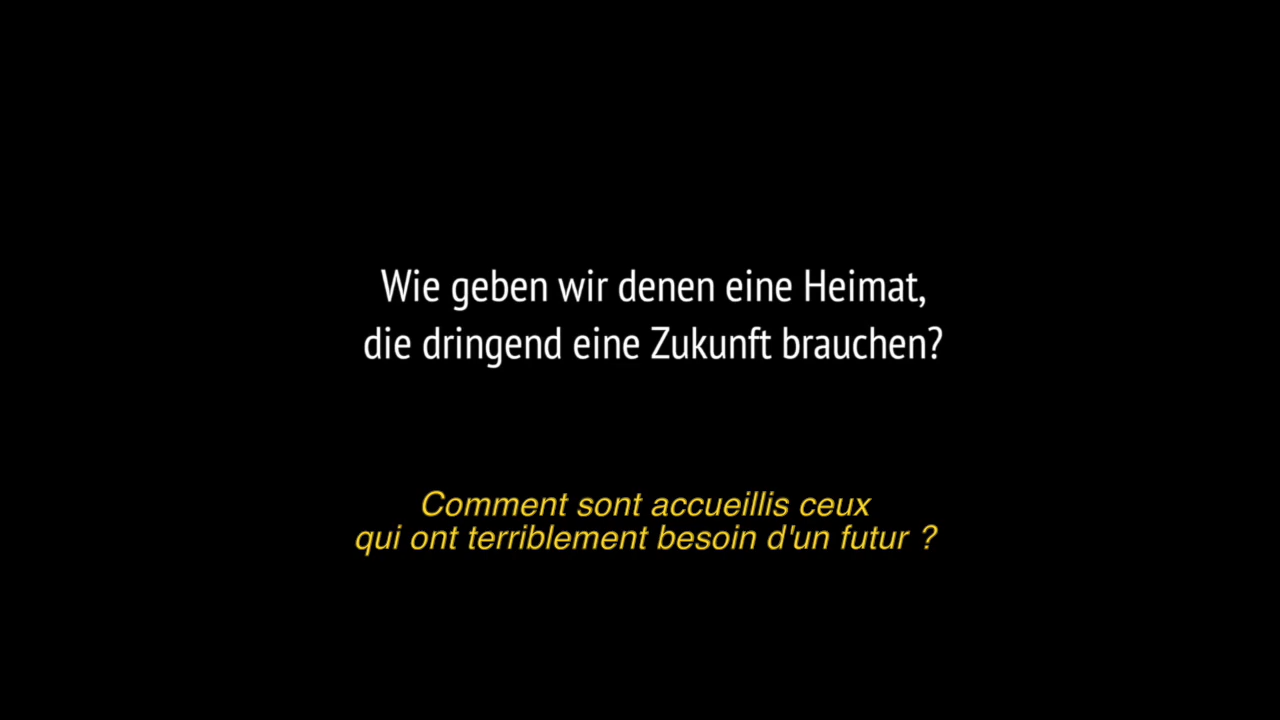 Wie geben wir denen eine Heimat,
die dringend eine Zukunft brauchen?
Comment sont accueillis ceux
qui ont terriblement besoin d'un futur ?